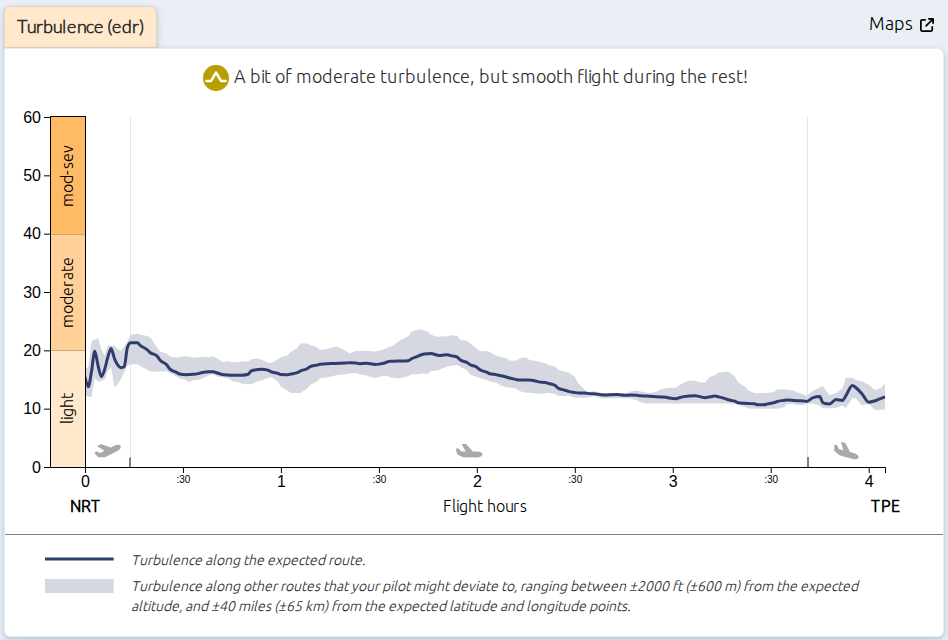 Turbulence (edr)
Maps
A bit of moderate turbulence, but smooth flight during the rest!
60
50
40
30
20
10
0
mod-sev
moderate
light
0
:30
1
:30
2
:30
3
:30
4
NRT
Flight hours
TPE
Turbulence along the expected route.
Turbulence along other routes that your pilot might deviate to, ranging between ±2000 ft (±600 m) from the expected
altitude, and ±40 miles (±65 km) from the expected latitude and longitude points.